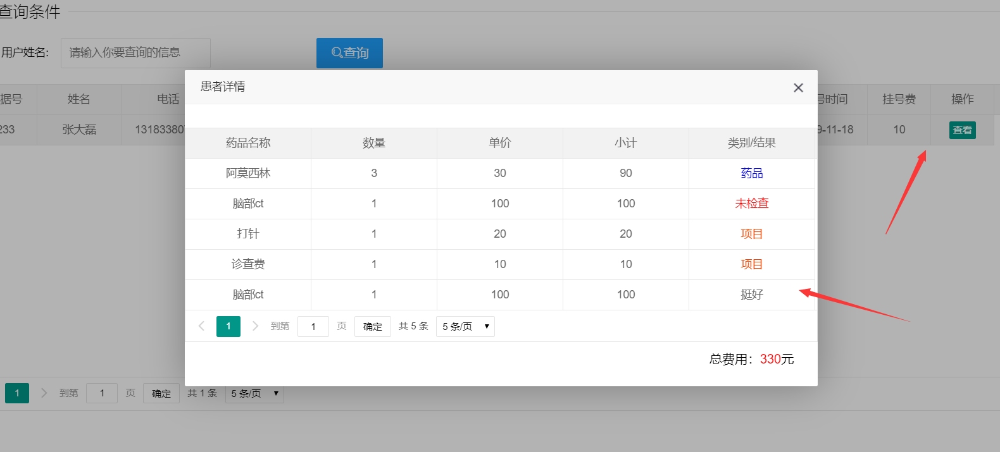 查询条件
用户姓名: 请输入你要查询的信息 查询
患者详情
据号 姓名 电话 号时间 挂号费 操作
233 张大磊 13183380 9-11-18 10 查看
药品名称 数量 单价 小计 类别/结果
阿莫西林 3 30 90 药品
脑部ct 1 100 100 未检查
打针 1 20 20 项目
诊查费 1 10 10 项目
脑部ct 1 100 100 挺好
1 到第 1 页 确定 共 5 条 5 条/页
总费用：330元
1 到第 1 页 确定 共 1 条 5 条/页